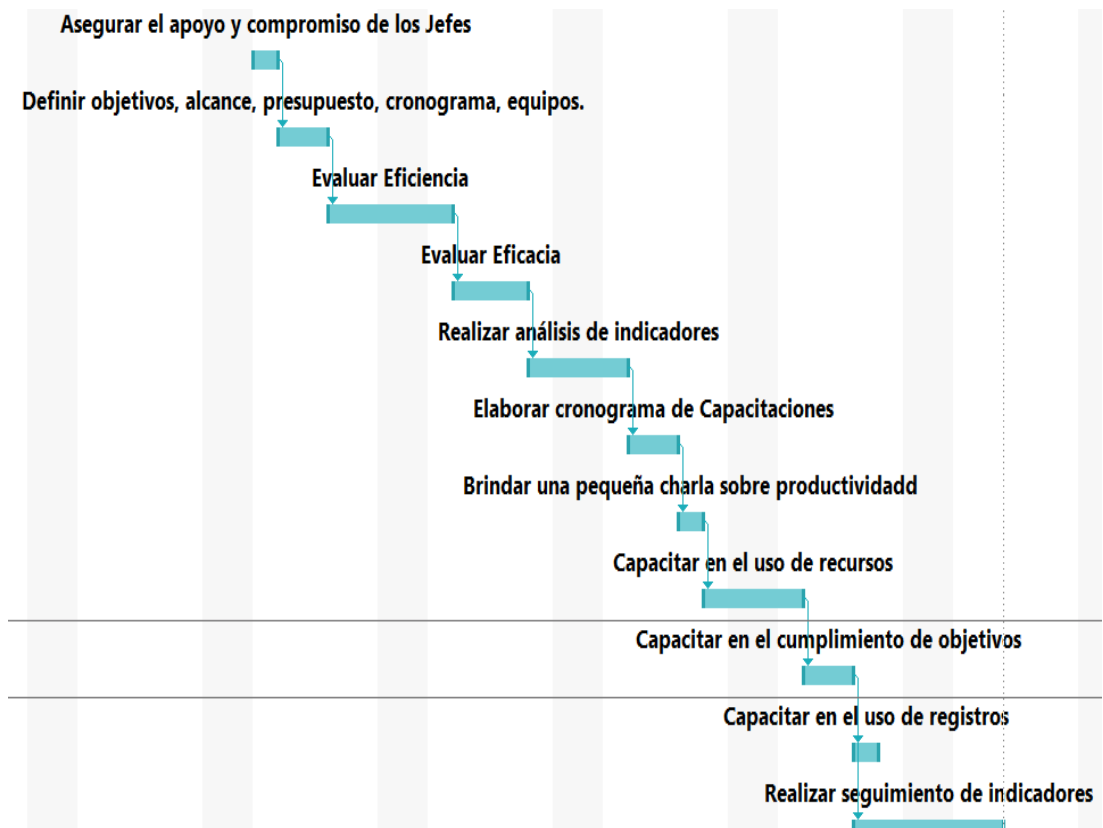 Asegurar el apoyo y compromiso de los Jefes
Definir objetivos, alcance, presupuesto, cronograma, equipos.
Evaluar Eficiencia
Evaluar Eficacia
Realizar análisis de indicadores
Elaborar cronograma de Capacitaciones
Brindar una pequeña charla sobre productividadd
Capacitar en el uso de recursos
Capacitar en el cumplimiento de objetivos
Capacitar en el uso de registros
Realizar seguimiento de indicadores